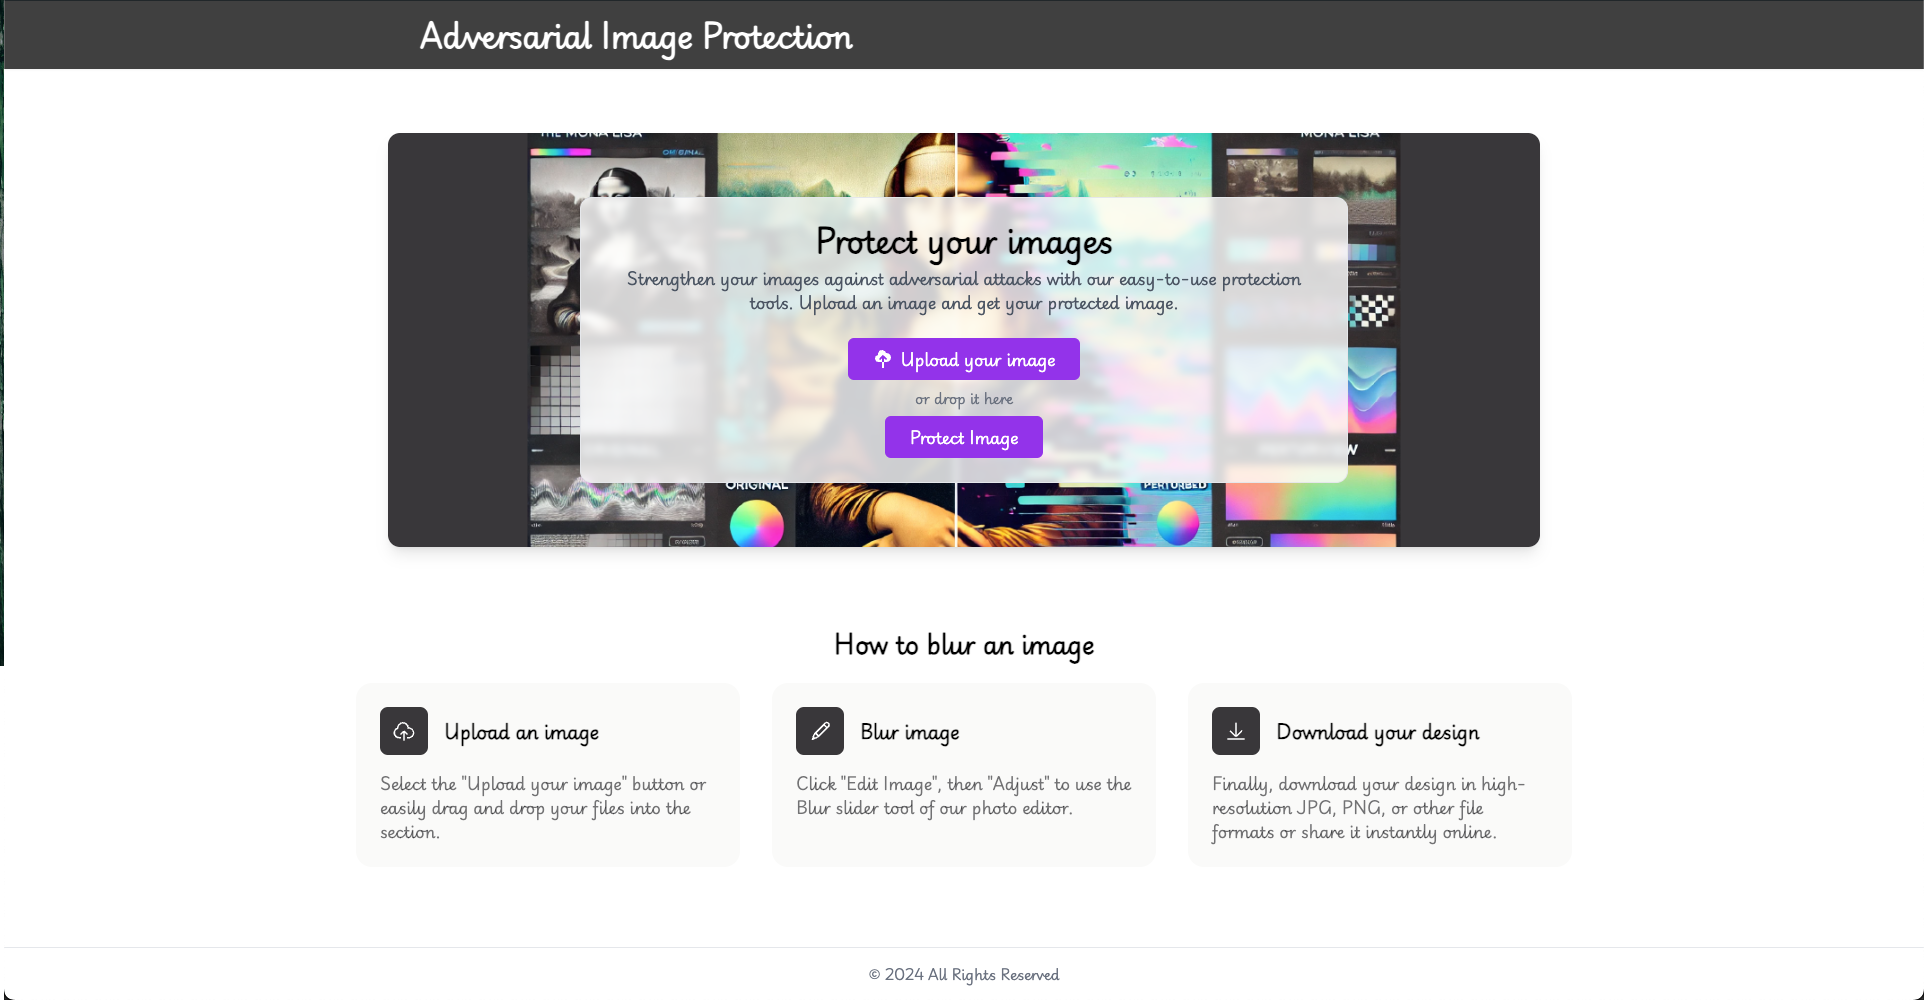 Adversarial Image Protection
THE MONA LISA
MONA LISA
ORIGINAL
Protect your images
Strengthen your images against adversarial attacks with our easy-to-use protection
tools. Upload an image and get your protected image.
Upload your image
or drop it here
Protect Image
ORIGINAL
PERTURBED
How to blur an image
Upload an image
Select the "Upload your image" button or
easily drag and drop your files into the
section.
Blur image
Click "Edit Image", then "Adjust" to use the
Blur slider tool of our photo editor.
Download your design
Finally, download your design in high-
resolution JPG, PNG, or other file
formats or share it instantly online.
© 2024 All Rights Reserved